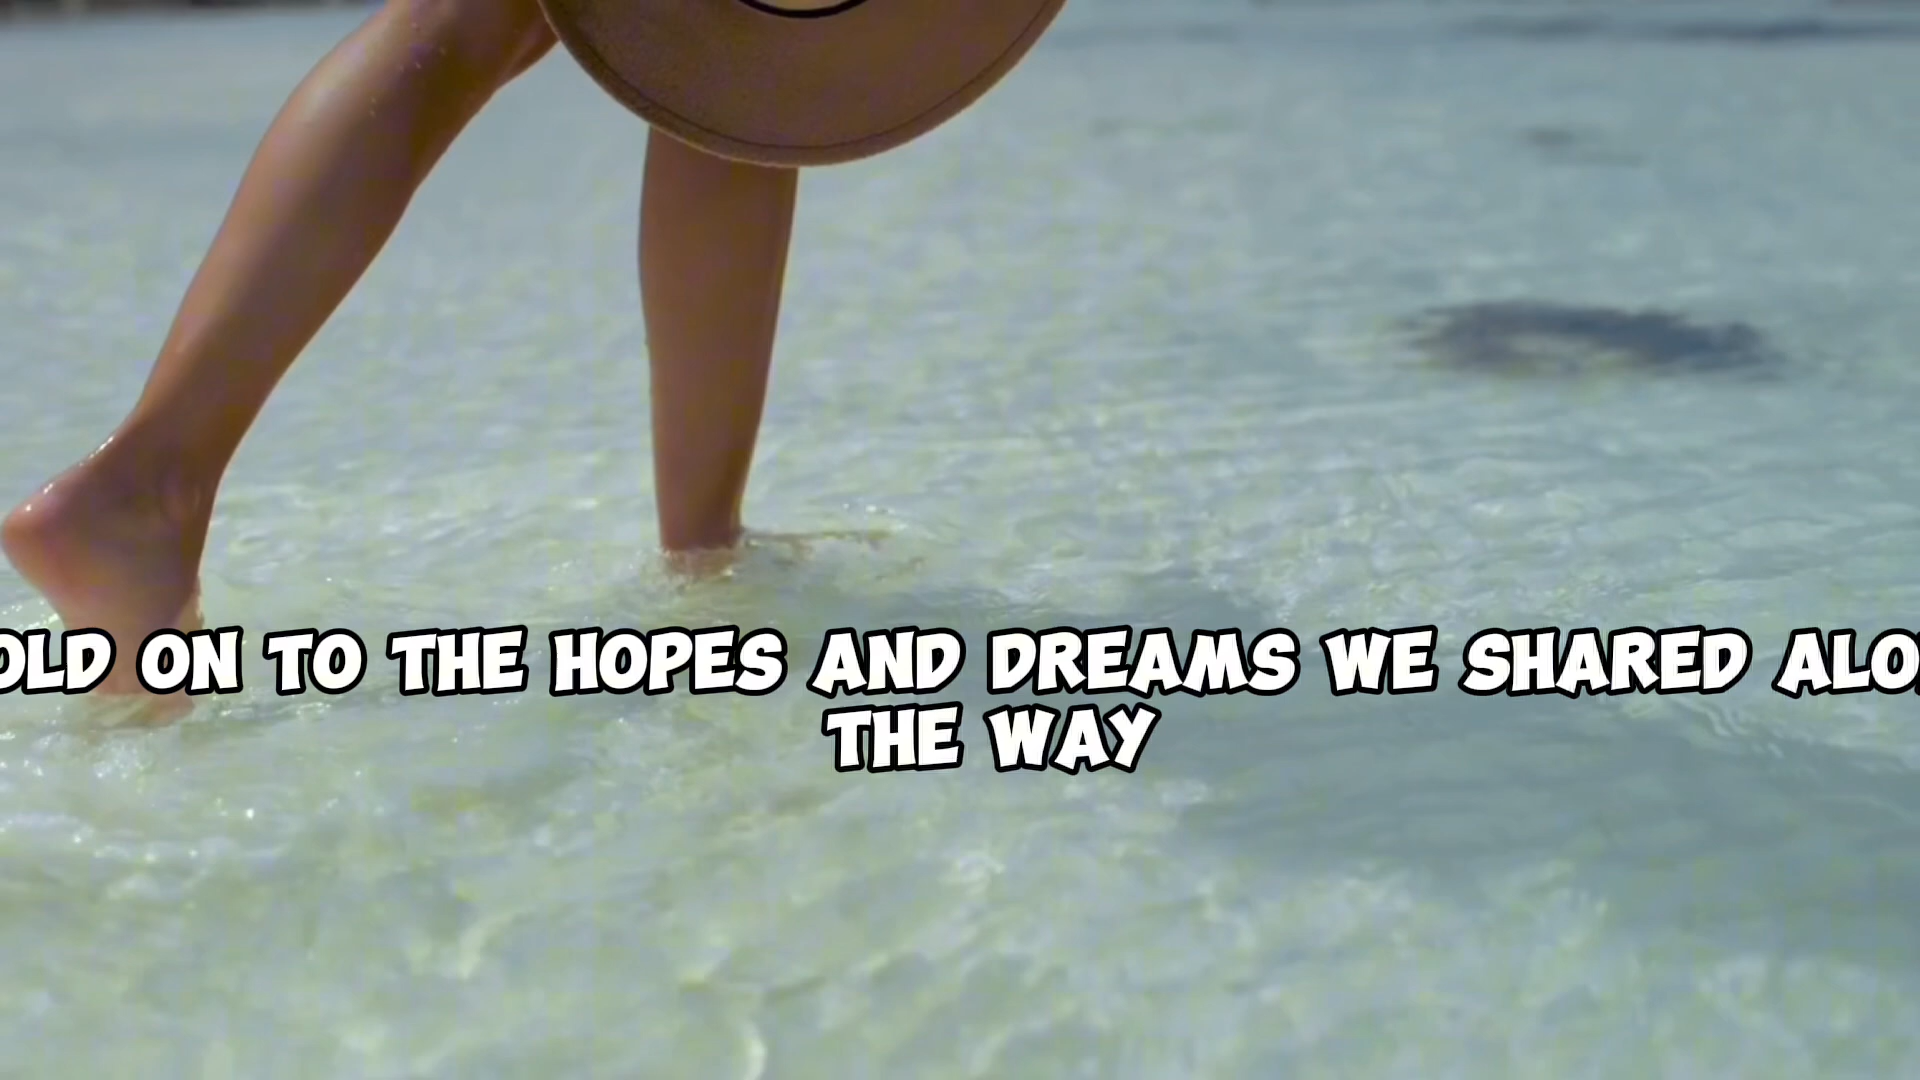 OLD ON TO THE HOPES AND DREAMS WE SHARED ALO
THE WAY